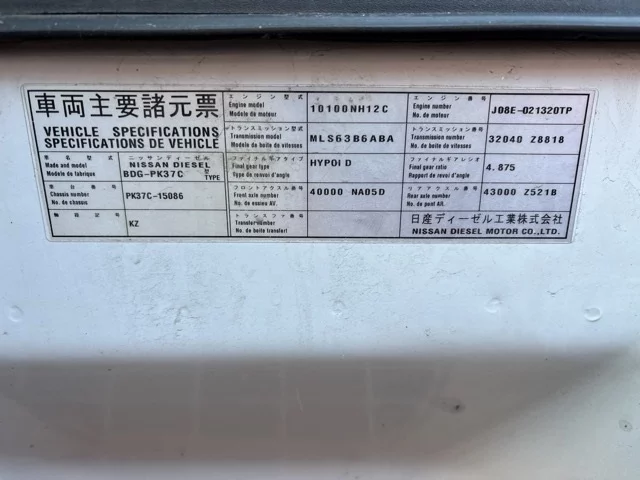 車両主要諸元票
VEHICLE SPECIFICATIONS
SPECIFICATIONS DE VEHICLE
車名型式
Make and model
Modele de fabrique
ニッサンディーゼル
NISSAN DIESEL
BDG-PK37C 型 TYPE
車台番号
Chassis number
No. de chassis
PK37C-15086
KZ
エンジン型式
Engine model
Modele de moteur
10100NH12C
トランスミッション型式
Transmission model
Modele de boite de vitesses
MLS63B6ABA
ファイナルギアタイプ
Final gear type
Type de renvoi d'angle
HYPOID
フロントアクスル番号
Front axle number
No. de essieu AV.
40000 NA05D
トランスファ番号
Transfer number
No. de boite transfert
エンジン番号
Engine number
No. de moteur
J08E-021320TP
トランスミッション番号
Transmission number
Modele de boite de vitesses
32040 Z8818
ファイナルギアレシオ
Final gear ratio
Rapport de renvoi d'angle
4.875
リアアクスル番号
Rear axle number
No. de pont AR.
43000 Z521B
日産ディーゼル工業株式会社
NISSAN DIESEL MOTOR CO.,LTD.